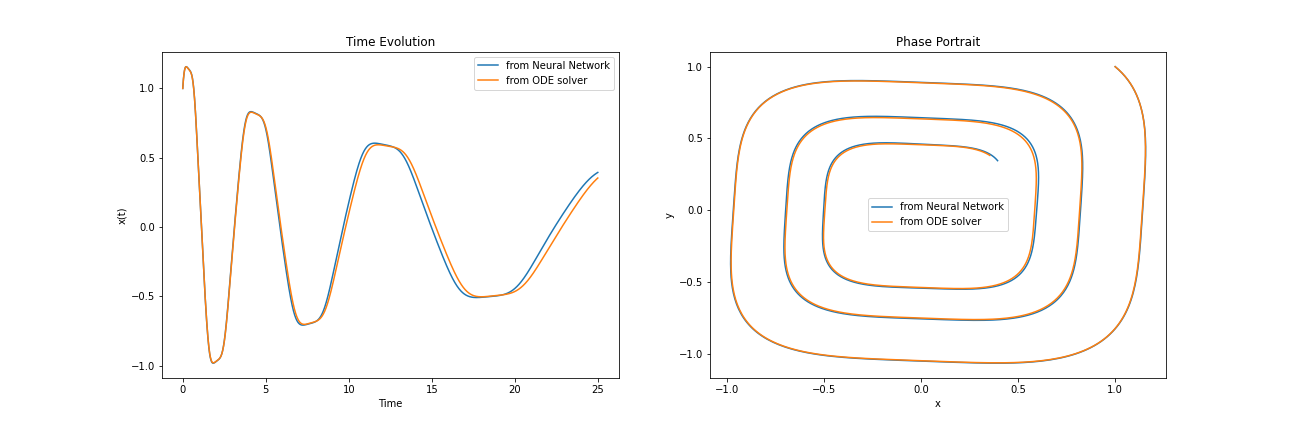 Time Evolution
from Neural Network
from ODE solver
1.0
0.5
0.0
−0.5
−1.0
x(t)
0
5
10
15
20
25
Time
Phase Portrait
1.0
0.5
0.0
−0.5
−1.0
y
from Neural Network
from ODE solver
−1.0
−0.5
0.0
0.5
1.0
x